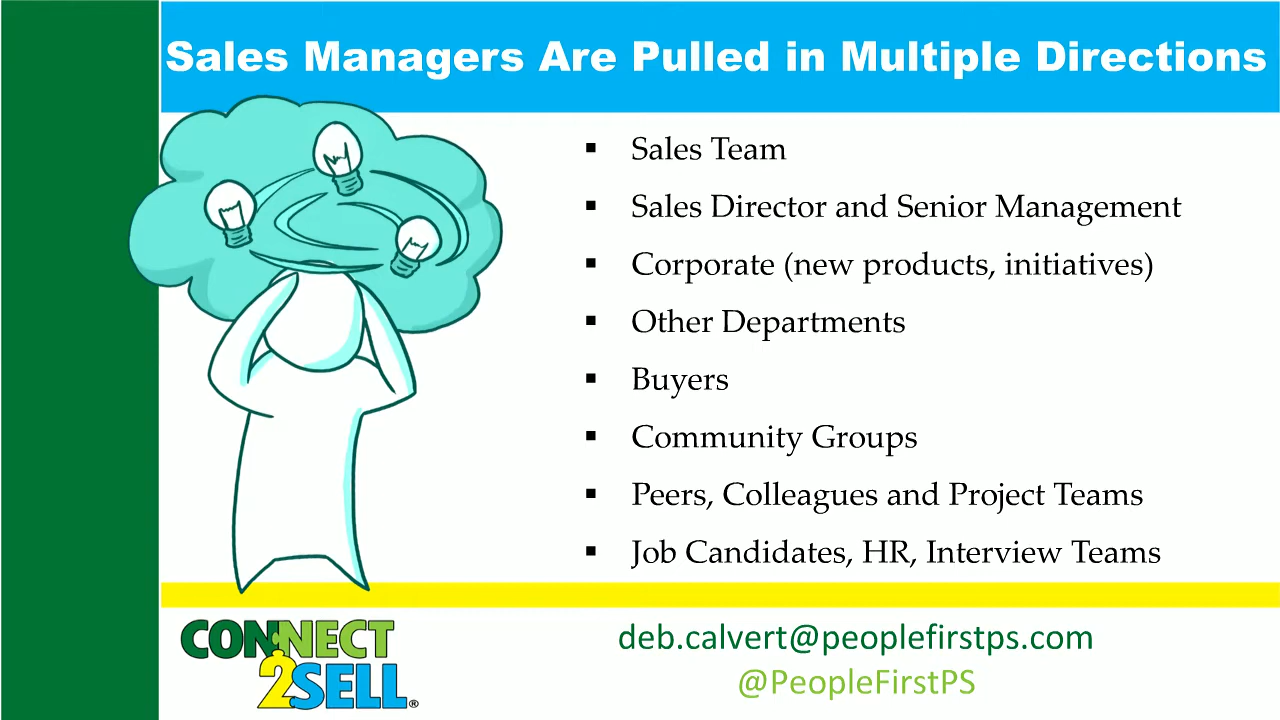 Sales Managers Are Pulled in Multiple Directions
▪ Sales Team
▪ Sales Director and Senior Management
▪ Corporate (new products, initiatives)
▪ Other Departments
▪ Buyers
▪ Community Groups
▪ Peers, Colleagues and Project Teams
▪ Job Candidates, HR, Interview Teams
CONNECT
2SELL®
deb.calvert@peoplefirstps.com
@PeopleFirstPS